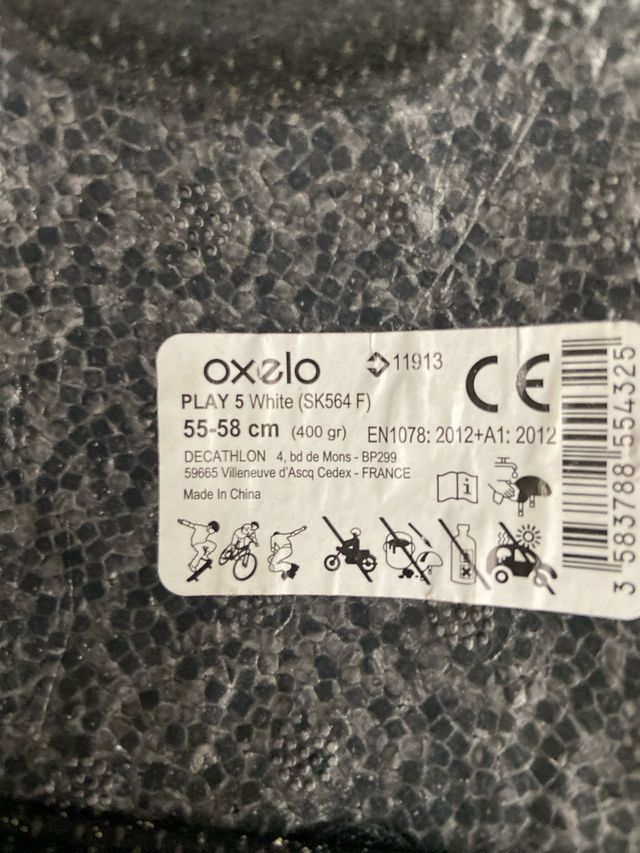 oxelo 11913 CE
PLAY 5 White (SK564 F)
55-58 cm (400 gr) EN1078: 2012+A1: 2012
DECATHLON 4, bd de Mons - BP299
59665 Villeneuve d'Ascq Cedex - FRANCE
Made In China
3 583788 554325